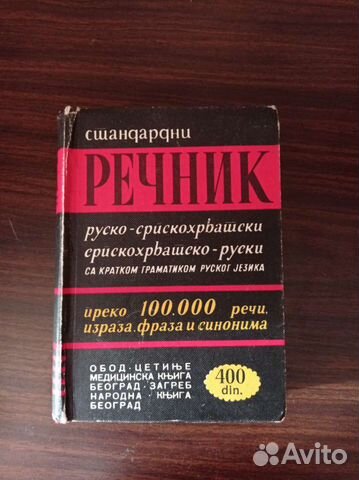 стандардни
РЕЧНИК
руско-српскохрватски
српскохрватско-руски
СА КРАТКОМ ГРАМАТИКОМ РУСКОГ ЈЕЗИКА
преко 100.000 речи,
израза, фраза и синонима
ОБОД·ЦЕТИЊЕ
МЕДИЦИНСКА КЊИГА
БЕОГРАД·ЗАГРЕБ
НАРОДНА·КЊИГА
БЕОГРАД
400
din.
Avito